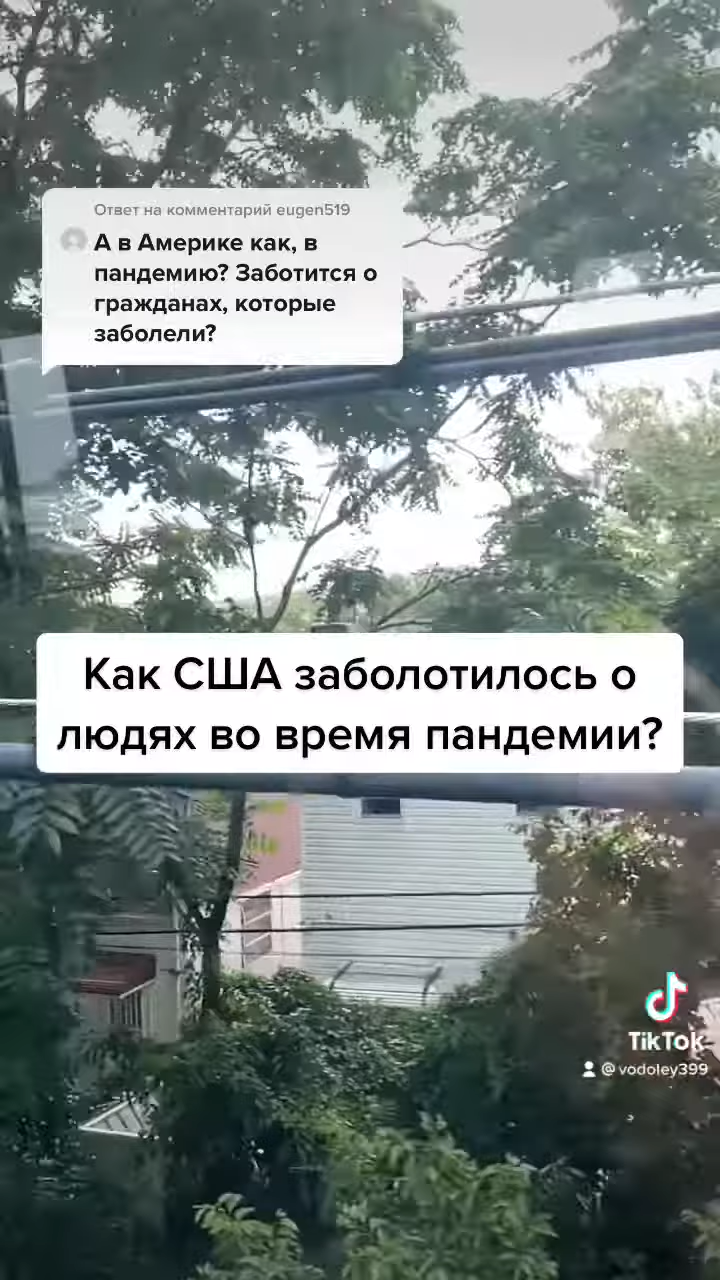 Ответ на комментарий eugen519
А в Америке как, в
пандемию? Заботится о
гражданах, которые
заболели?
Как США заболотилось о
людях во время пандемии?
TikTok
@vodoley399